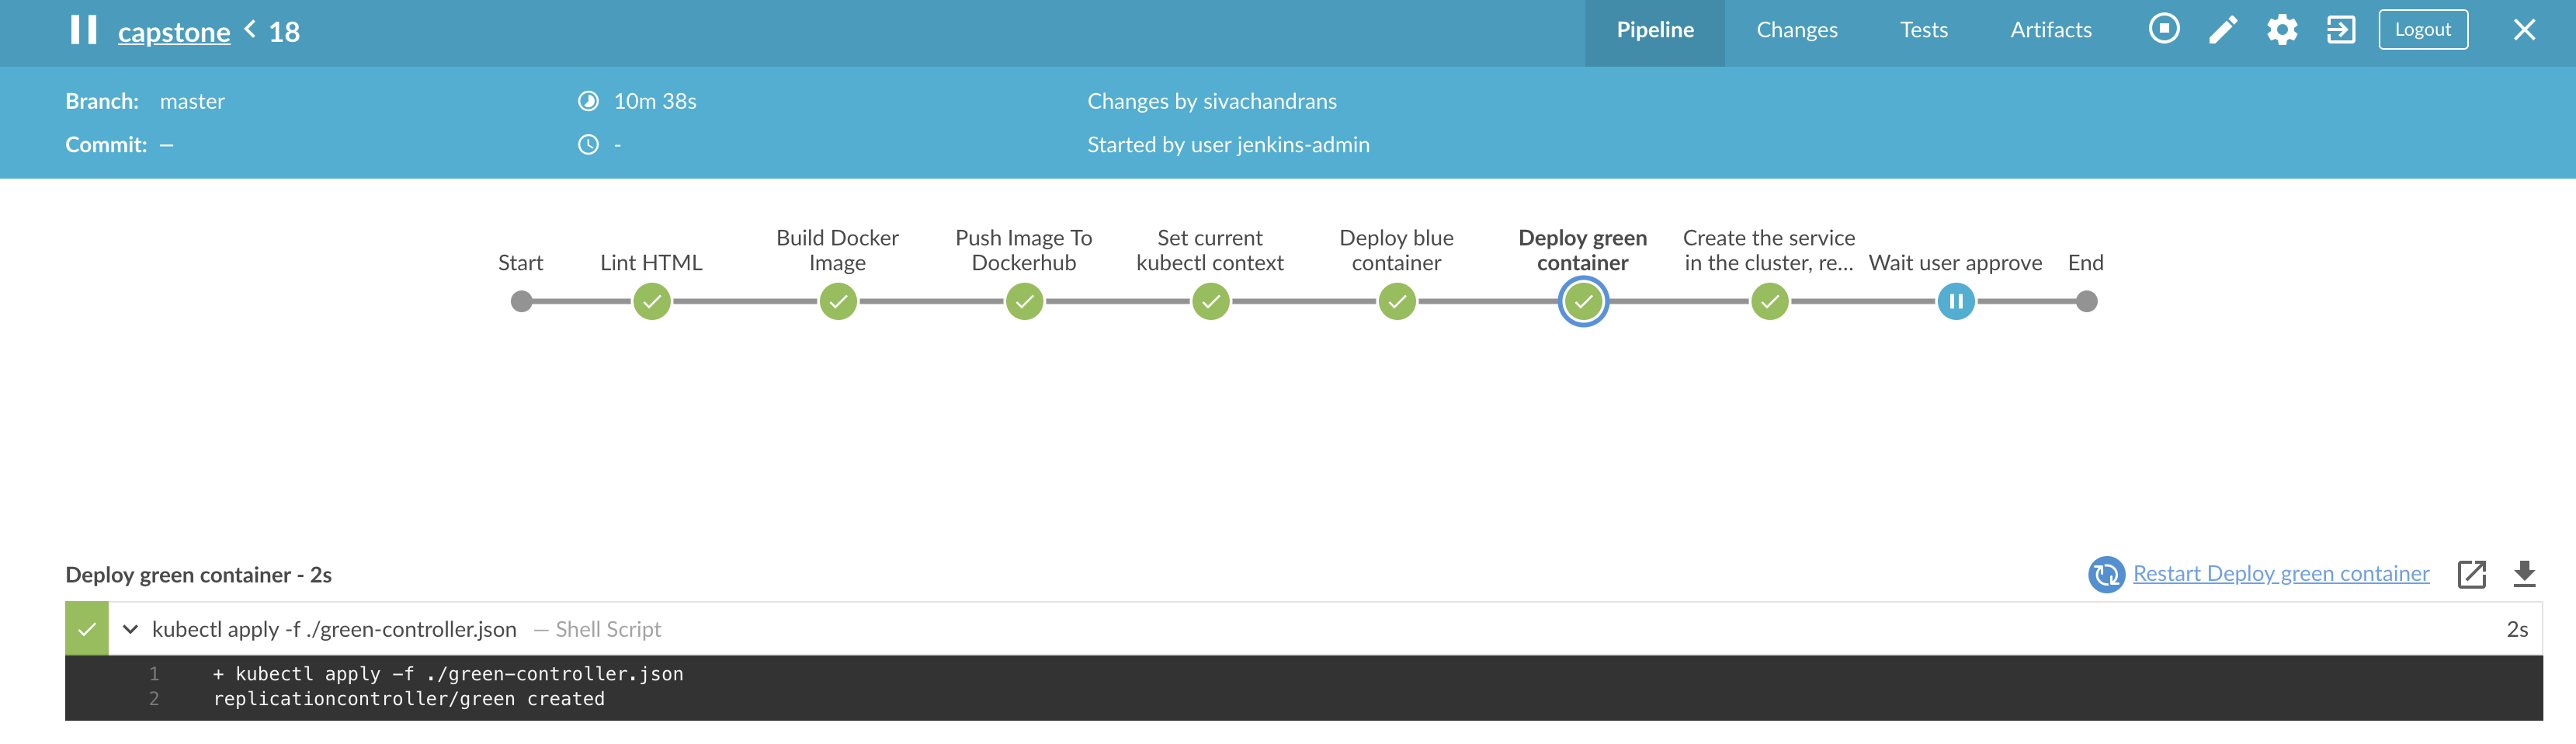 capstone < 18
Pipeline
Changes
Tests
Artifacts
Logout
Branch: master
10m 38s
Changes by sivachandrans
Commit: —
-
Started by user jenkins-admin
Start
Lint HTML
Build Docker
Image
Push Image To
Dockerhub
Set current
kubectl context
Deploy blue
container
Deploy green
container
Create the service
in the cluster, re...
Wait user approve
End
Deploy green container - 2s
Restart Deploy green container
kubectl apply -f ./green-controller.json — Shell Script
2s
1 + kubectl apply -f ./green-controller.json
2 replicationcontroller/green created